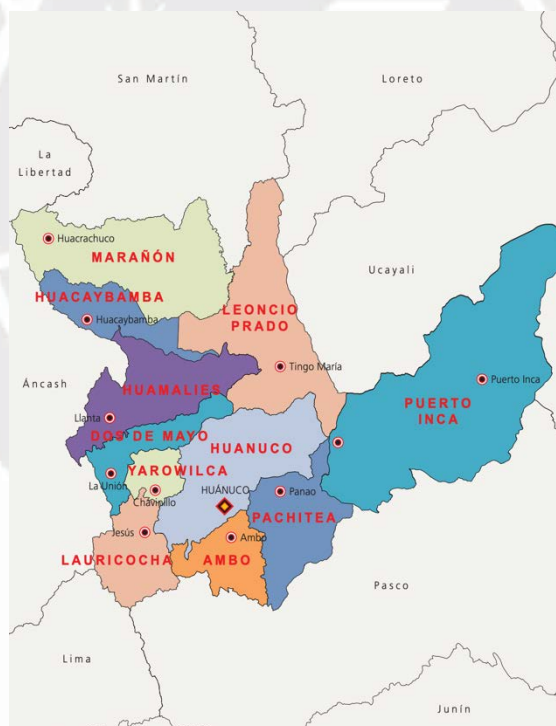 San Martín
Loreto
La
Libertad
Huacrachuco
MARAÑÓN
Ucayali
HUACAYBAMBA
LEONCIO
PRADO
Huacaybamba
Tingo María
Puerto Inca
Áncash
HUAMALIES
PUERTO
INCA
Llanta
DOS DE MAYO
HUANUCO
YAROWILCA
La Unión
Chavinillo
HUÁNUCO
Panao
PACHITEA
Jesús
Ambo
LAURICOCHA
AMBO
Pasco
Lima
Junín